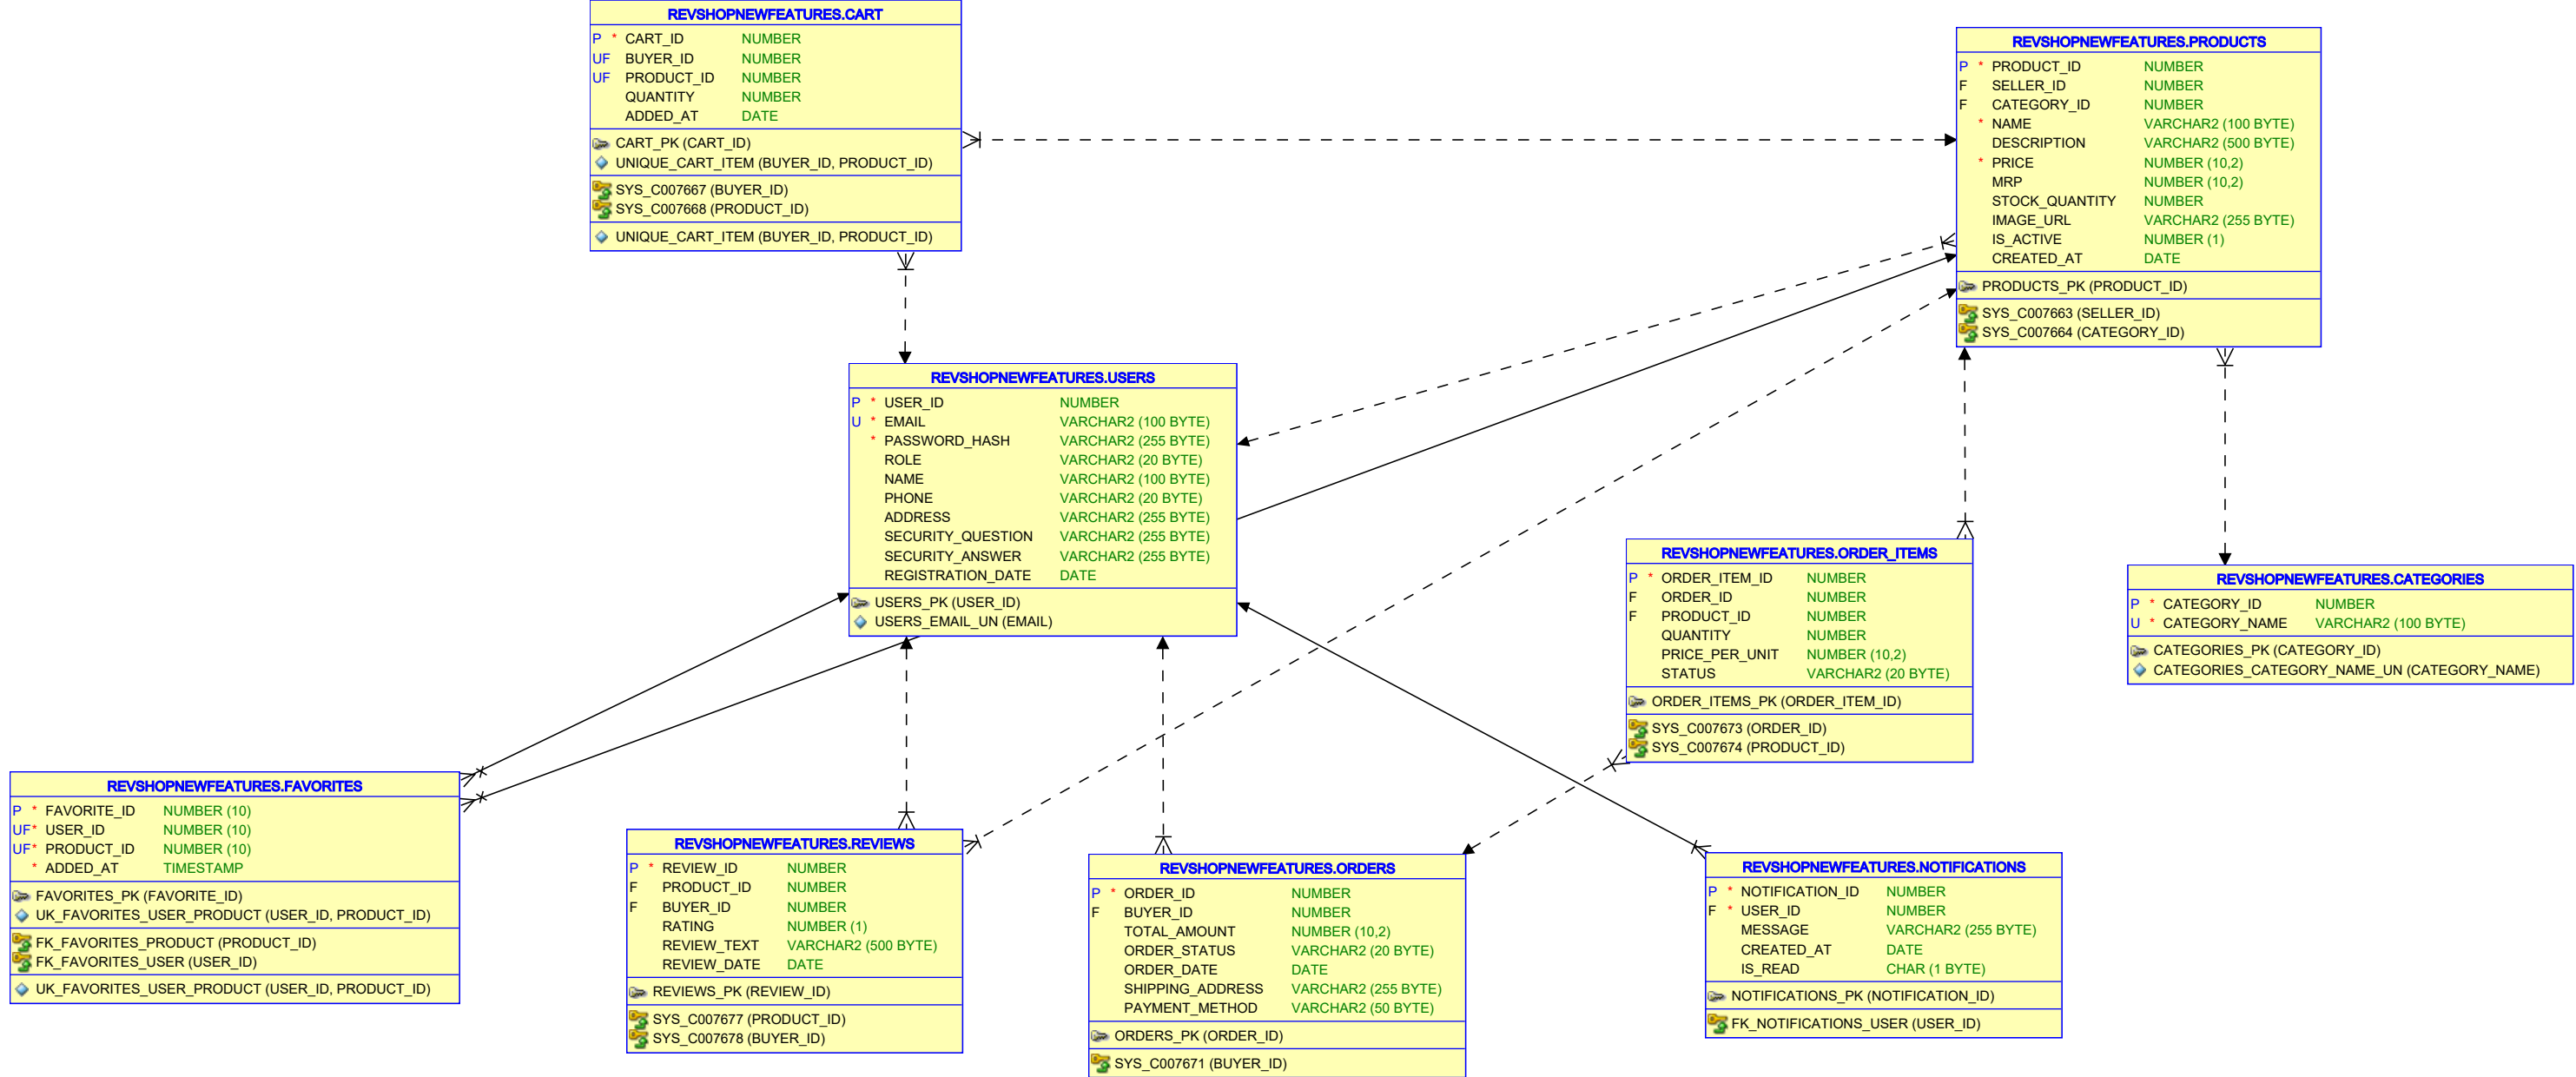 REVSHOPNEWFEATURES.CART
P * CART_ID NUMBER
UF BUYER_ID NUMBER
UF PRODUCT_ID NUMBER
QUANTITY NUMBER
ADDED_AT DATE
CART_PK (CART_ID)
UNIQUE_CART_ITEM (BUYER_ID, PRODUCT_ID)
SYS_C007667 (BUYER_ID)
SYS_C007668 (PRODUCT_ID)
UNIQUE_CART_ITEM (BUYER_ID, PRODUCT_ID)
REVSHOPNEWFEATURES.PRODUCTS
P * PRODUCT_ID NUMBER
F SELLER_ID NUMBER
F CATEGORY_ID NUMBER
* NAME VARCHAR2 (100 BYTE)
DESCRIPTION VARCHAR2 (500 BYTE)
* PRICE NUMBER (10,2)
MRP NUMBER (10,2)
STOCK_QUANTITY NUMBER
IMAGE_URL VARCHAR2 (255 BYTE)
IS_ACTIVE NUMBER (1)
CREATED_AT DATE
PRODUCTS_PK (PRODUCT_ID)
SYS_C007663 (SELLER_ID)
SYS_C007664 (CATEGORY_ID)
REVSHOPNEWFEATURES.USERS
P * USER_ID NUMBER
U * EMAIL VARCHAR2 (100 BYTE)
* PASSWORD_HASH VARCHAR2 (255 BYTE)
ROLE VARCHAR2 (20 BYTE)
NAME VARCHAR2 (100 BYTE)
PHONE VARCHAR2 (20 BYTE)
ADDRESS VARCHAR2 (255 BYTE)
SECURITY_QUESTION VARCHAR2 (255 BYTE)
SECURITY_ANSWER VARCHAR2 (255 BYTE)
REGISTRATION_DATE DATE
USERS_PK (USER_ID)
USERS_EMAIL_UN (EMAIL)
REVSHOPNEWFEATURES.ORDER_ITEMS
P * ORDER_ITEM_ID NUMBER
F ORDER_ID NUMBER
F PRODUCT_ID NUMBER
QUANTITY NUMBER
PRICE_PER_UNIT NUMBER (10,2)
STATUS VARCHAR2 (20 BYTE)
ORDER_ITEMS_PK (ORDER_ITEM_ID)
SYS_C007673 (ORDER_ID)
SYS_C007674 (PRODUCT_ID)
REVSHOPNEWFEATURES.CATEGORIES
P * CATEGORY_ID NUMBER
U * CATEGORY_NAME VARCHAR2 (100 BYTE)
CATEGORIES_PK (CATEGORY_ID)
CATEGORIES_CATEGORY_NAME_UN (CATEGORY_NAME)
REVSHOPNEWFEATURES.FAVORITES
P * FAVORITE_ID NUMBER (10)
UF* USER_ID NUMBER (10)
UF* PRODUCT_ID NUMBER (10)
* ADDED_AT TIMESTAMP
FAVORITES_PK (FAVORITE_ID)
UK_FAVORITES_USER_PRODUCT (USER_ID, PRODUCT_ID)
FK_FAVORITES_PRODUCT (PRODUCT_ID)
FK_FAVORITES_USER (USER_ID)
UK_FAVORITES_USER_PRODUCT (USER_ID, PRODUCT_ID)
REVSHOPNEWFEATURES.REVIEWS
P * REVIEW_ID NUMBER
F PRODUCT_ID NUMBER
F BUYER_ID NUMBER
RATING NUMBER (1)
REVIEW_TEXT VARCHAR2 (500 BYTE)
REVIEW_DATE DATE
REVIEWS_PK (REVIEW_ID)
SYS_C007677 (PRODUCT_ID)
SYS_C007678 (BUYER_ID)
REVSHOPNEWFEATURES.ORDERS
P * ORDER_ID NUMBER
F BUYER_ID NUMBER
TOTAL_AMOUNT NUMBER (10,2)
ORDER_STATUS VARCHAR2 (20 BYTE)
ORDER_DATE DATE
SHIPPING_ADDRESS VARCHAR2 (255 BYTE)
PAYMENT_METHOD VARCHAR2 (50 BYTE)
ORDERS_PK (ORDER_ID)
SYS_C007671 (BUYER_ID)
REVSHOPNEWFEATURES.NOTIFICATIONS
P * NOTIFICATION_ID NUMBER
F * USER_ID NUMBER
MESSAGE VARCHAR2 (255 BYTE)
CREATED_AT DATE
IS_READ CHAR (1 BYTE)
NOTIFICATIONS_PK (NOTIFICATION_ID)
FK_NOTIFICATIONS_USER (USER_ID)